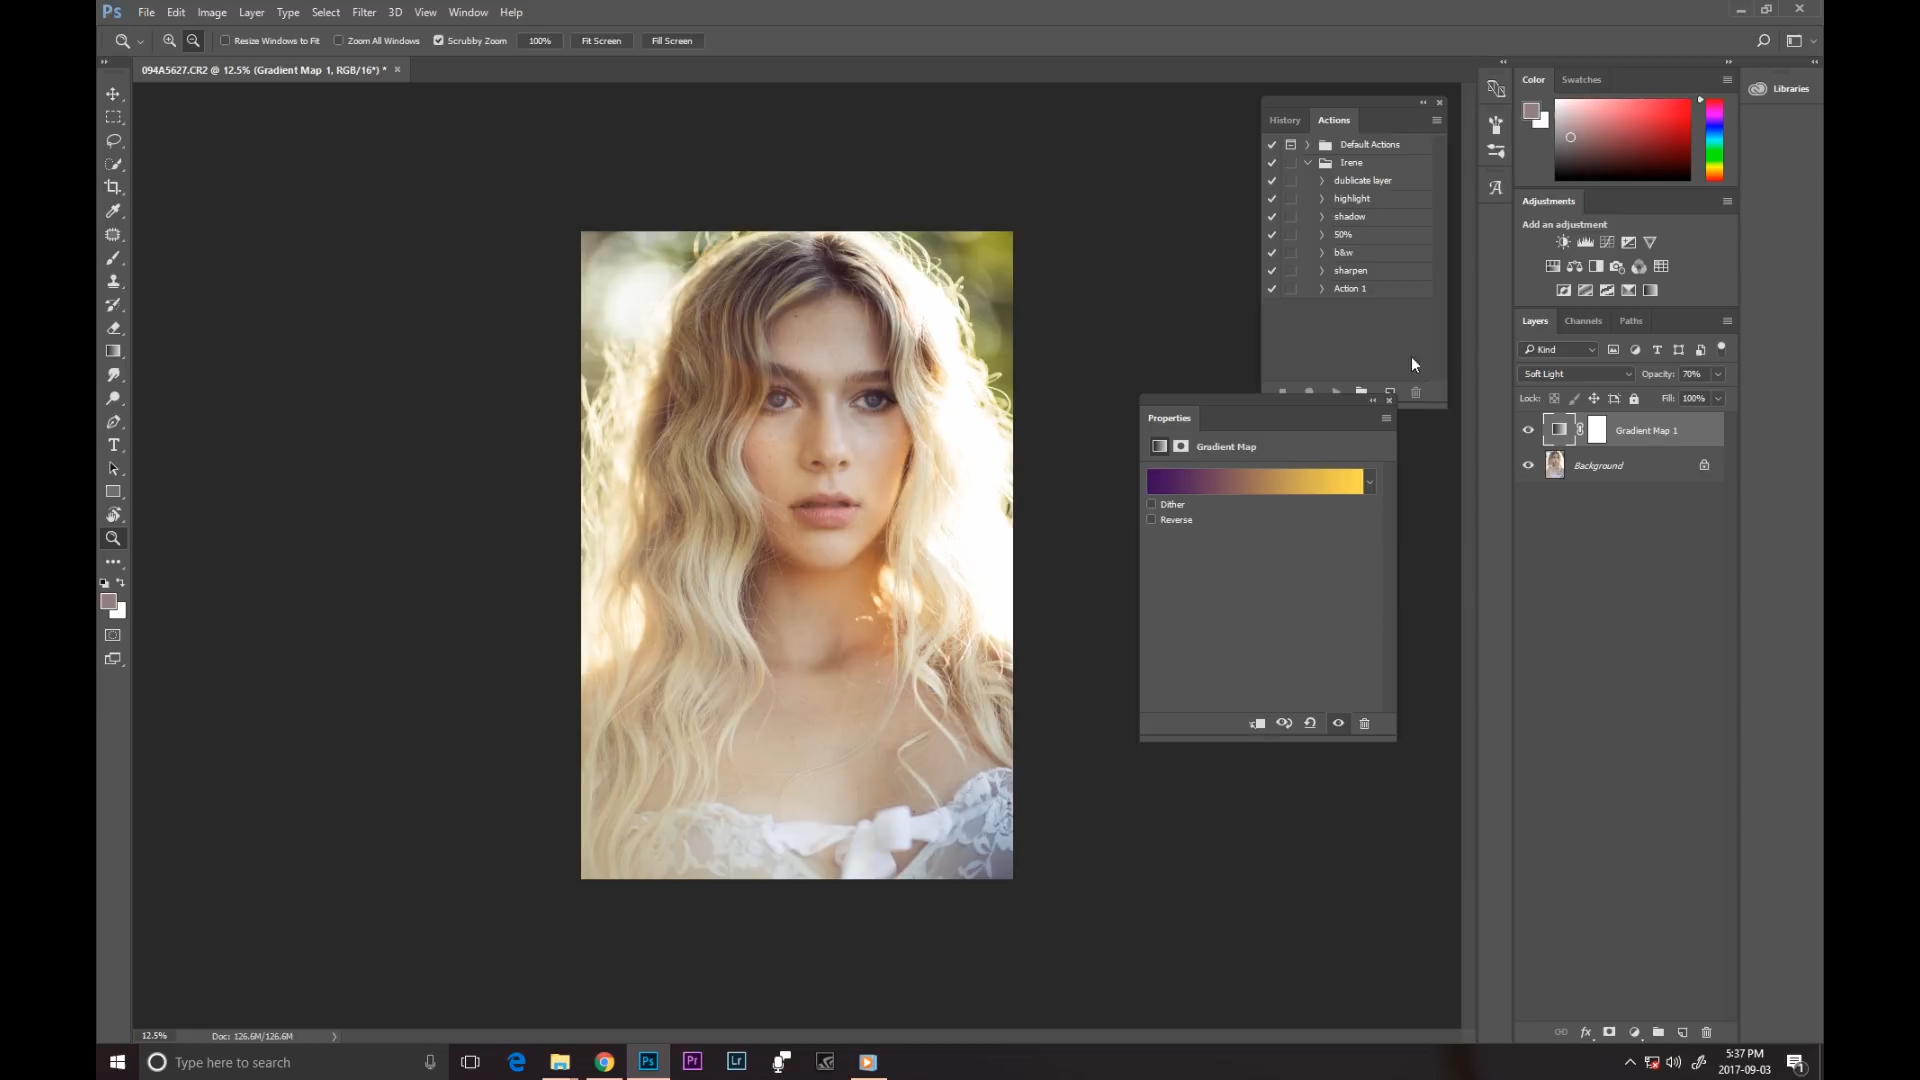 Ps File Edit Image Layer Type Select Filter 3D View Window Help
Resize Windows to Fit Zoom All Windows Scrubby Zoom 100% Fit Screen Fill Screen
094A5627.CR2 @ 12.5% (Gradient Map 1, RGB/16*) *
History Actions
Default Actions
Irene
dublicate layer
highlight
shadow
50%
b&w
sharpen
Action 1
Properties
Gradient Map
Dither
Reverse
Color Swatches
Libraries
Adjustments
Add an adjustment
Layers Channels Paths
Kind
Soft Light Opacity: 70%
Lock: Fill: 100%
Gradient Map 1
Background
12.5% Doc: 126.6M/126.6M
Type here to search
Ps Pr Lr
5:37 PM
2017-09-03
1